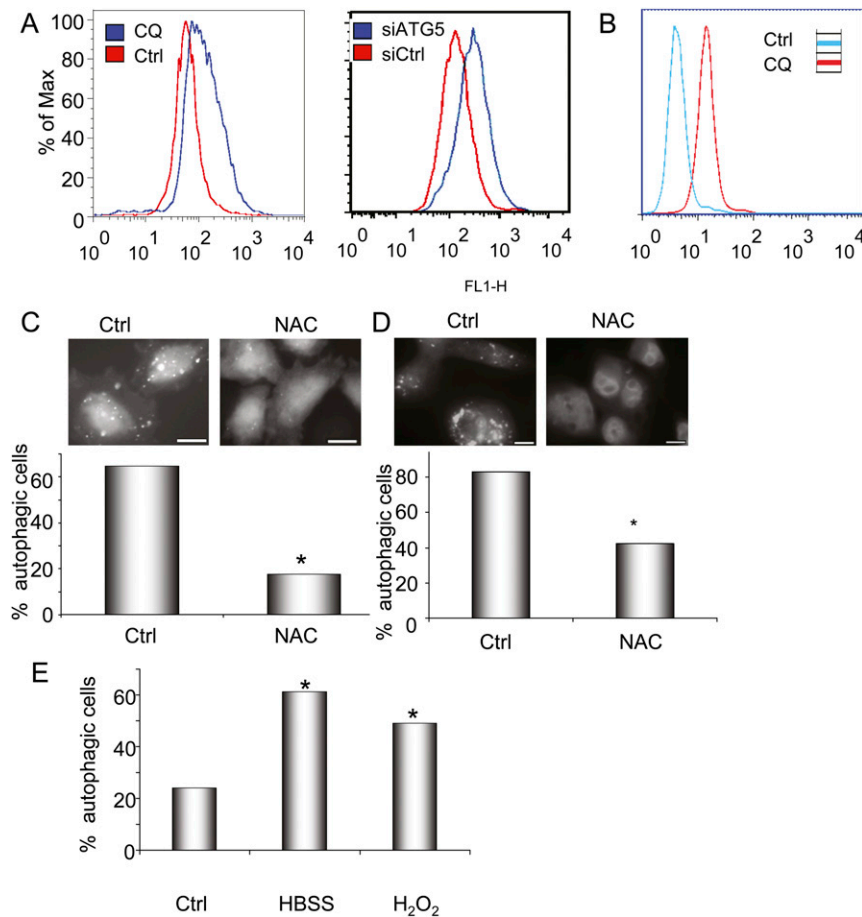 A
CQ
Ctrl
% of Max
100
80
60
40
20
0
10^0 10^1 10^2 10^3 10^4
siATG5
siCtrl
10^0 10^1 10^2 10^3 10^4
FL1-H
B
Ctrl
CQ
10^0 10^1 10^2 10^3 10^4
C
Ctrl NAC
% autophagic cells
60
40
20
0
*
Ctrl NAC
D
Ctrl NAC
% autophagic cells
80
60
40
20
0
*
Ctrl NAC
E
% autophagic cells
60
40
20
0
* *
Ctrl HBSS H₂O₂